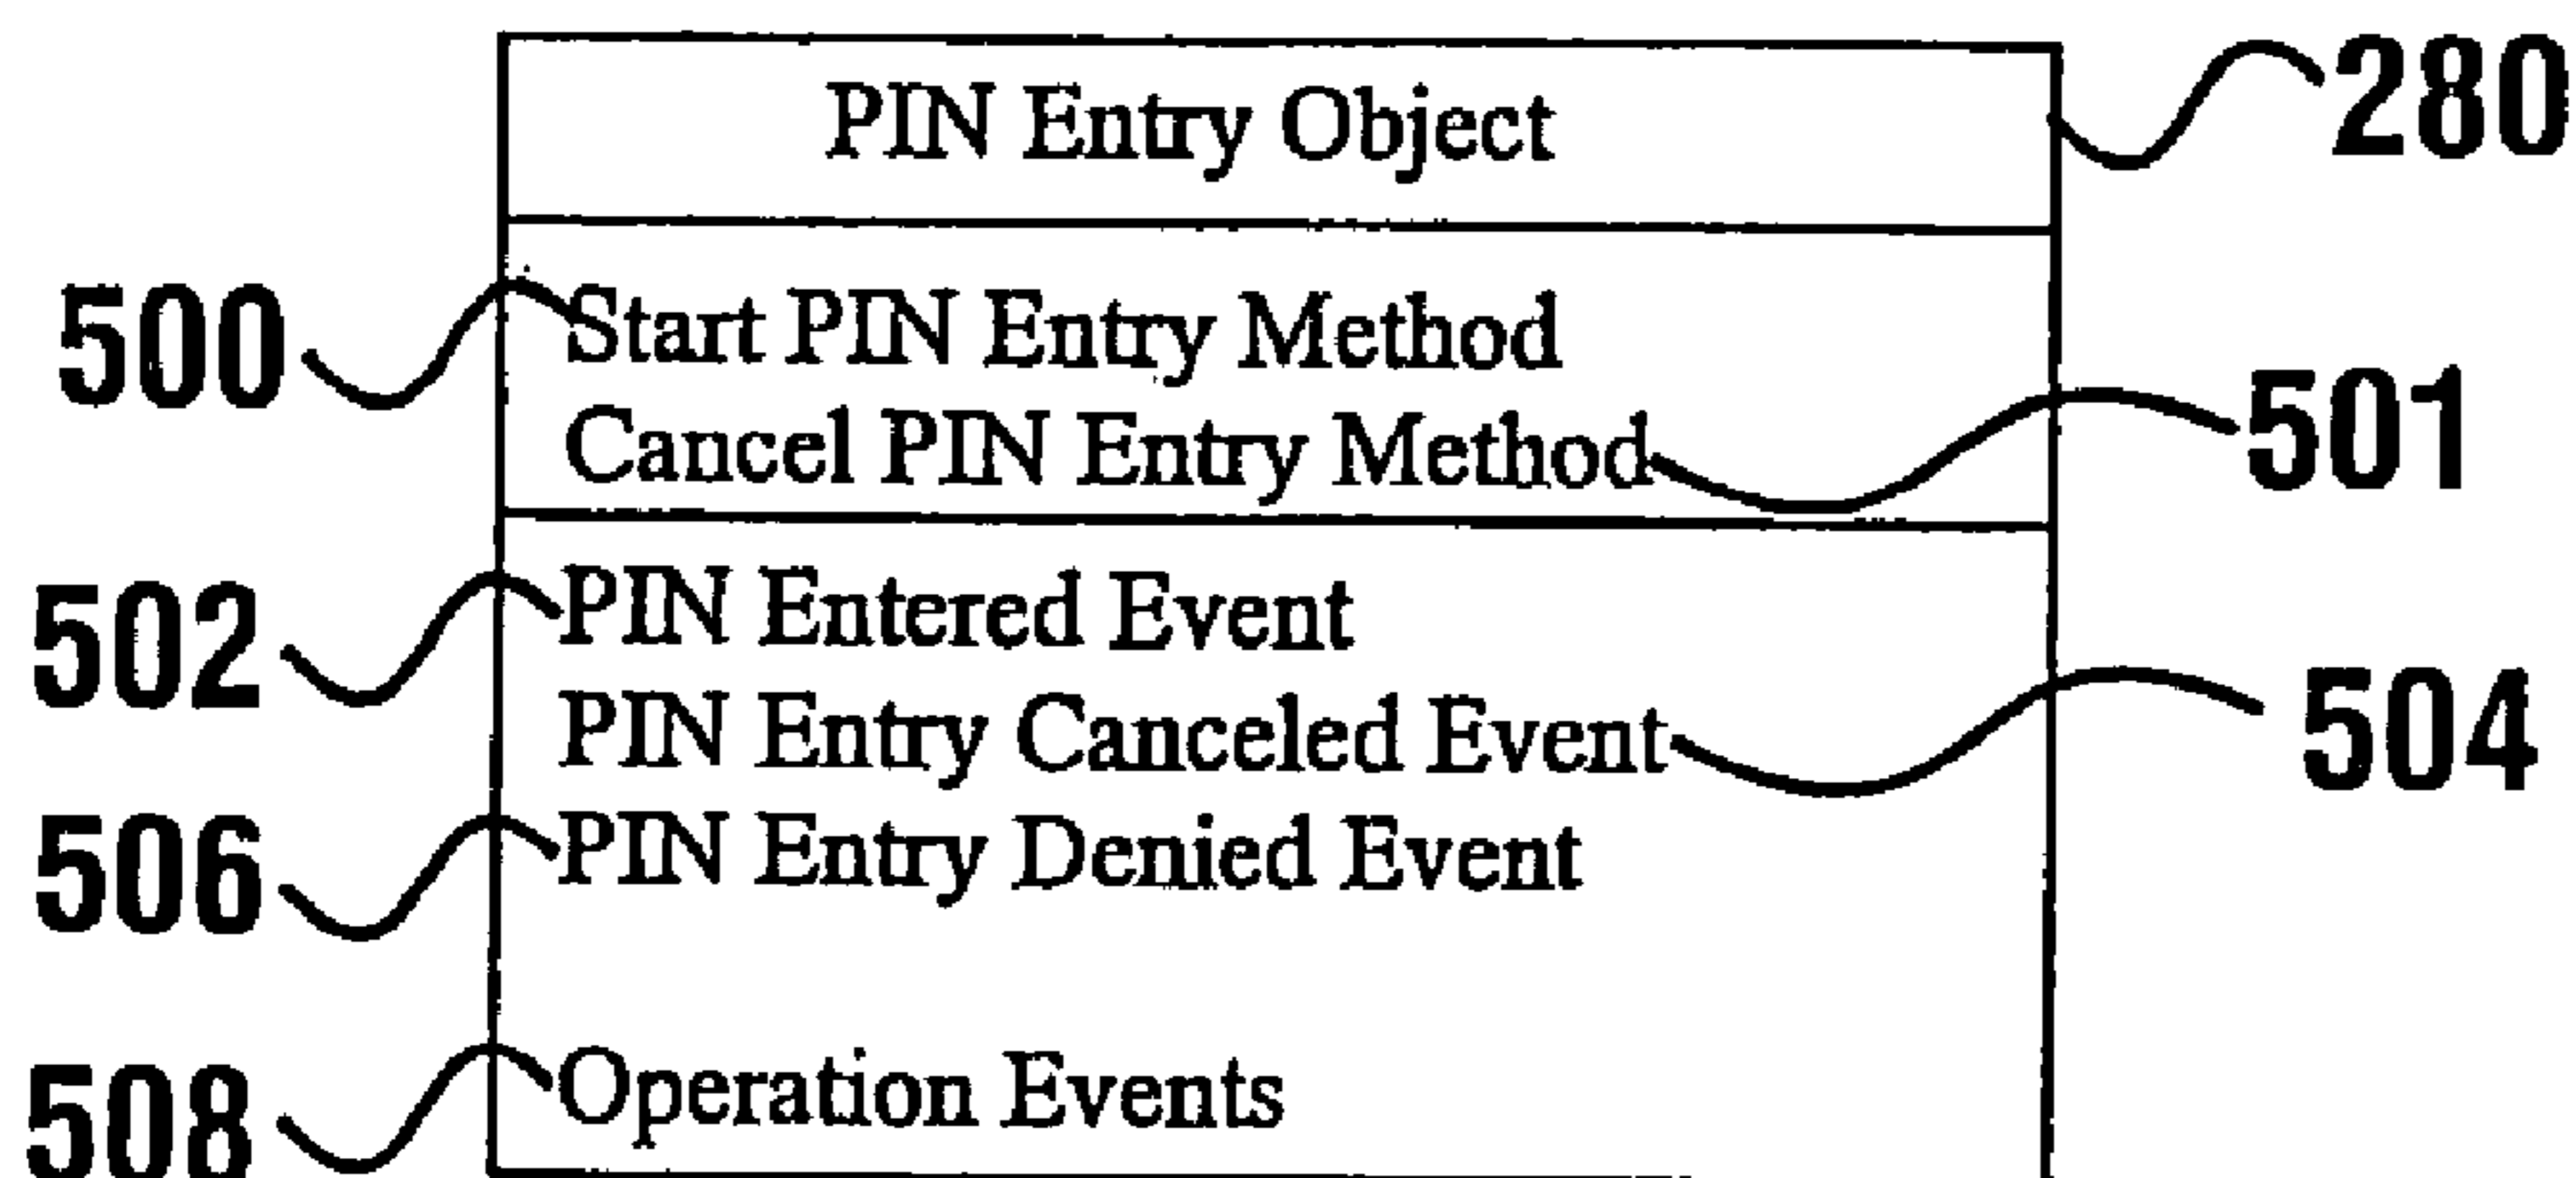 PIN Entry Object 280
500 Start PIN Entry Method
Cancel PIN Entry Method 501
502 PIN Entered Event
PIN Entry Canceled Event 504
506 PIN Entry Denied Event
508 Operation Events